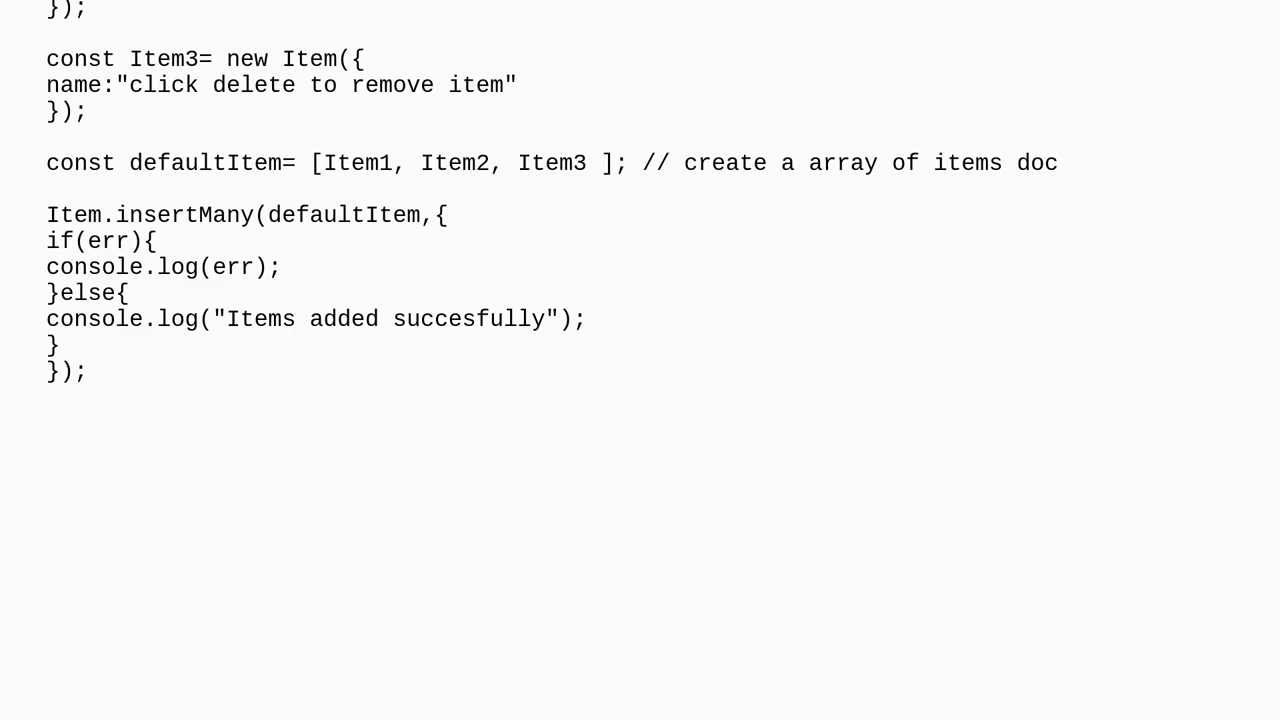 });
const Item3= new Item({
name:"click delete to remove item"
});
const defaultItem= [Item1, Item2, Item3 ]; // create a array of items doc
Item.insertMany(defaultItem,{
if(err){
console.log(err);
}else{
console.log("Items added succesfully");
}
});